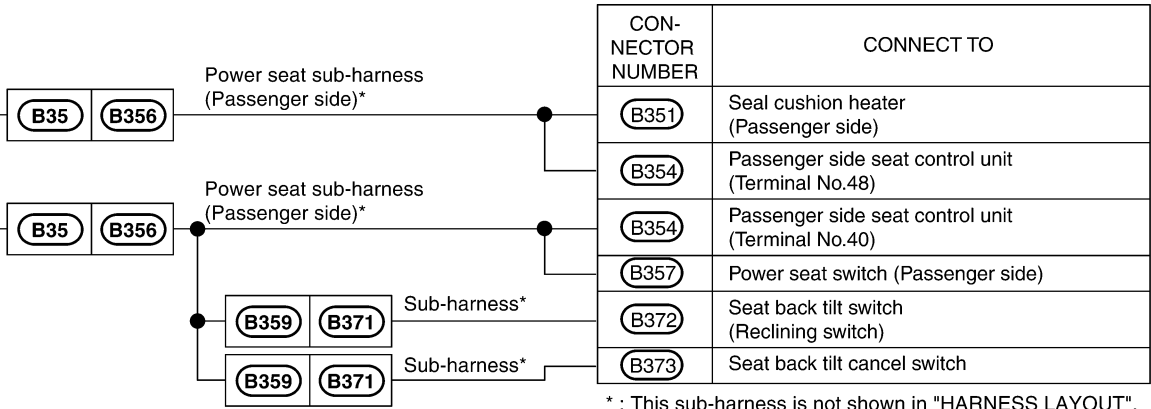 CON-
NECTOR
NUMBER
CONNECT TO
Power seat sub-harness
(Passenger side)*
B35
B356
B351
Seal cushion heater
(Passenger side)
B354
Passenger side seat control unit
(Terminal No.48)
Power seat sub-harness
(Passenger side)*
B35
B356
B354
Passenger side seat control unit
(Terminal No.40)
B357
Power seat switch (Passenger side)
B359
B371
Sub-harness*
B372
Seat back tilt switch
(Reclining switch)
B359
B371
Sub-harness*
B373
Seat back tilt cancel switch
* : This sub-harness is not shown in "HARNESS LAYOUT".